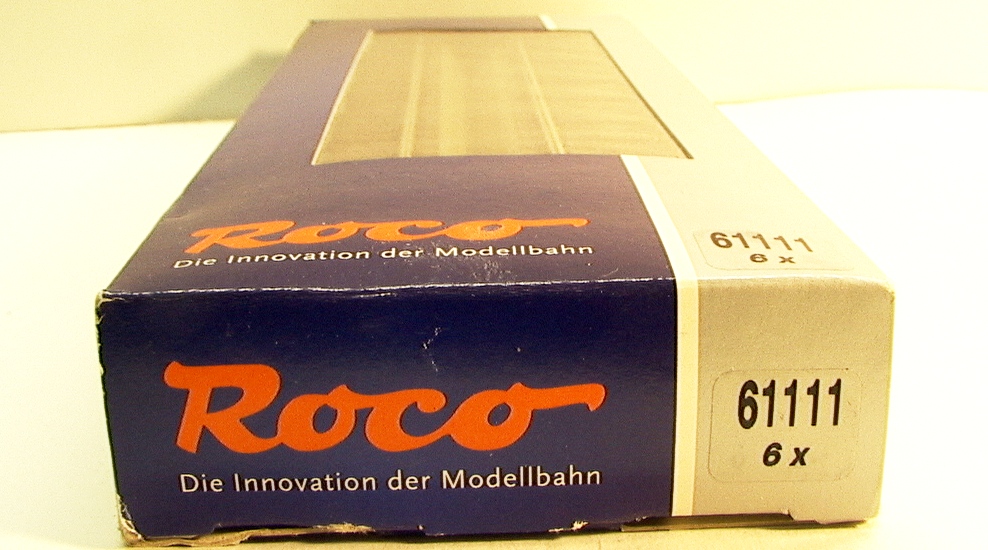 Roco
Die Innovation der Modellbahn
61111
6 x
Roco
Die Innovation der Modellbahn
61111
6 x